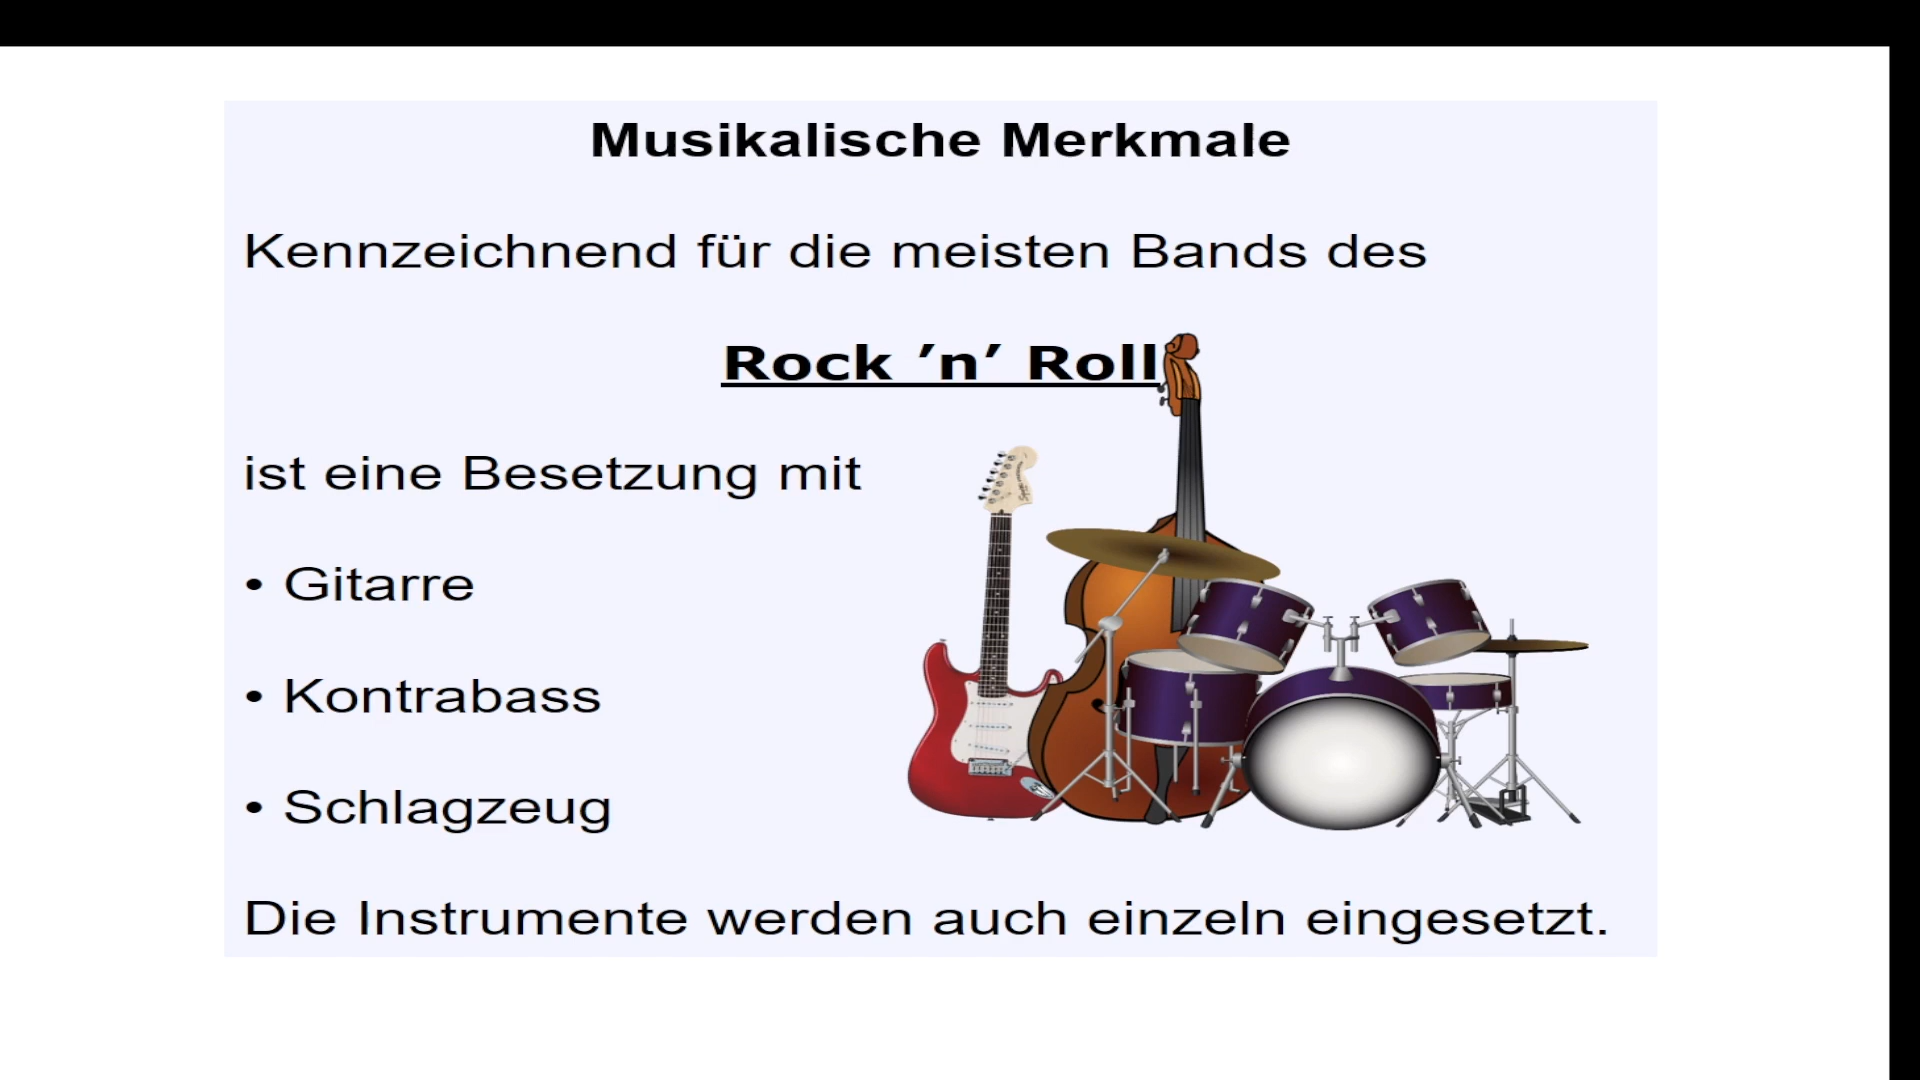 Musikalische Merkmale
Kennzeichnend für die meisten Bands des
Rock ’n’ Roll
ist eine Besetzung mit
• Gitarre
• Kontrabass
• Schlagzeug
Die Instrumente werden auch einzeln eingesetzt.